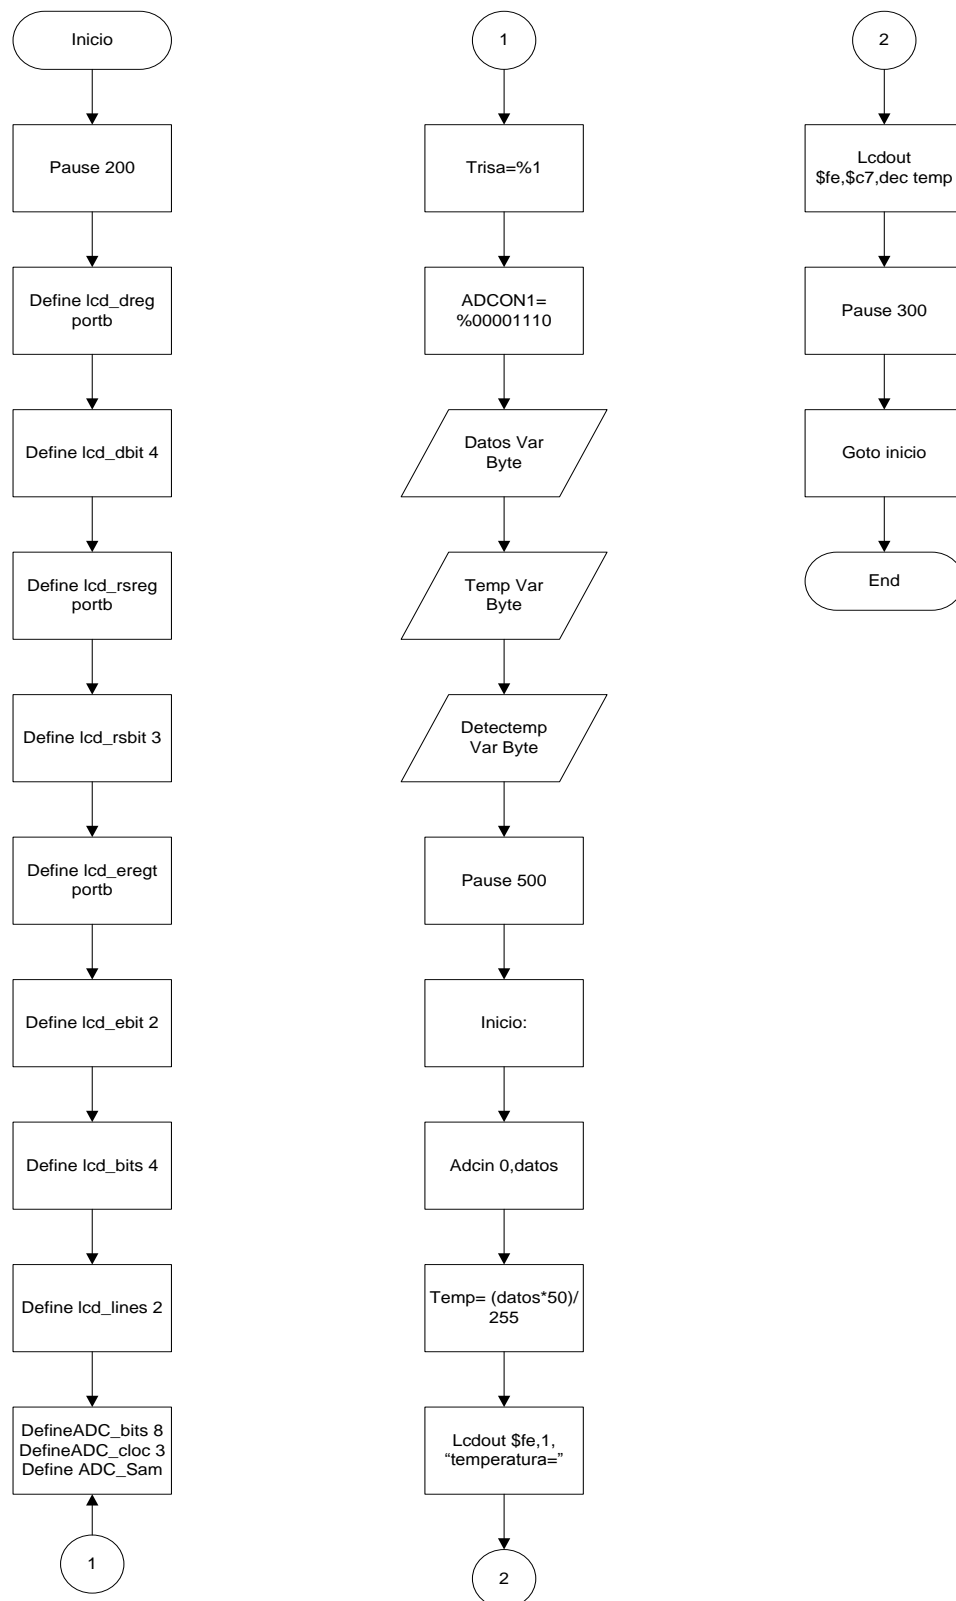 Inicio
Pause 200
Define lcd_dreg
portb
Define lcd_dbit 4
Define lcd_rsreg
portb
Define lcd_rsbit 3
Define lcd_eregt
portb
Define lcd_ebit 2
Define lcd_bits 4
Define lcd_lines 2
DefineADC_bits 8
DefineADC_cloc 3
Define ADC_Sam
1
1
Trisa=%1
ADCON1=
%00001110
Datos Var
Byte
Temp Var
Byte
Detectemp
Var Byte
Pause 500
Inicio:
Adcin 0,datos
Temp= (datos*50)/
255
Lcdout $fe,1,
“temperatura=”
2
2
Lcdout
$fe,$c7,dec temp
Pause 300
Goto inicio
End